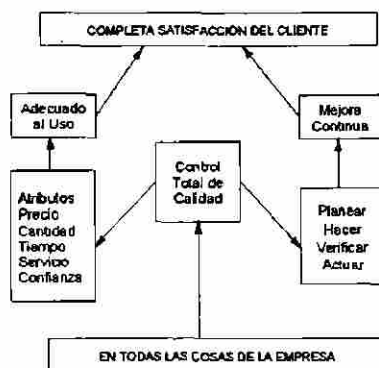 COMPLETA SATISFACCIÓN DEL CLIENTE
Adecuado
al Uso
Mejora
Continua
Control
Total de
Calidad
Atributos
Precio
Cantidad
Tiempo
Servicio
Confianza
Planear
Hacer
Verificar
Actuar
EN TODAS LAS COSAS DE LA EMPRESA